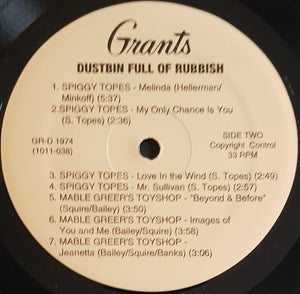 Grants
DUSTBIN FULL OF RUBBISH
1. SPIGGY TOPES - Melinda (Hellerman/
Minkoff) (5:37)
2.SPIGGY TOPES - My Only Chance Is You
(S. Topes) (2:36)
GR-D 1974
(1011-038)
SIDE TWO
Copyright Control
33 RPM
3. SPIGGY TOPES - Love In the Wind (S. Topes) (2:49)
4. SPIGGY TOPES - Mr. Sullivan (S. Topes) (2:57)
5. MABLE GREER'S TOYSHOP - "Beyond & Before"
(Squire/Bailey) (3:50)
6. MABLE GREER'S TOYSHOP - Images of
You and Me (Bailey/Squire) (3:58)
7. MABLE GREER'S TOYSHOP -
Jeanetta (Bailey/Squire/Banks) (3:06)